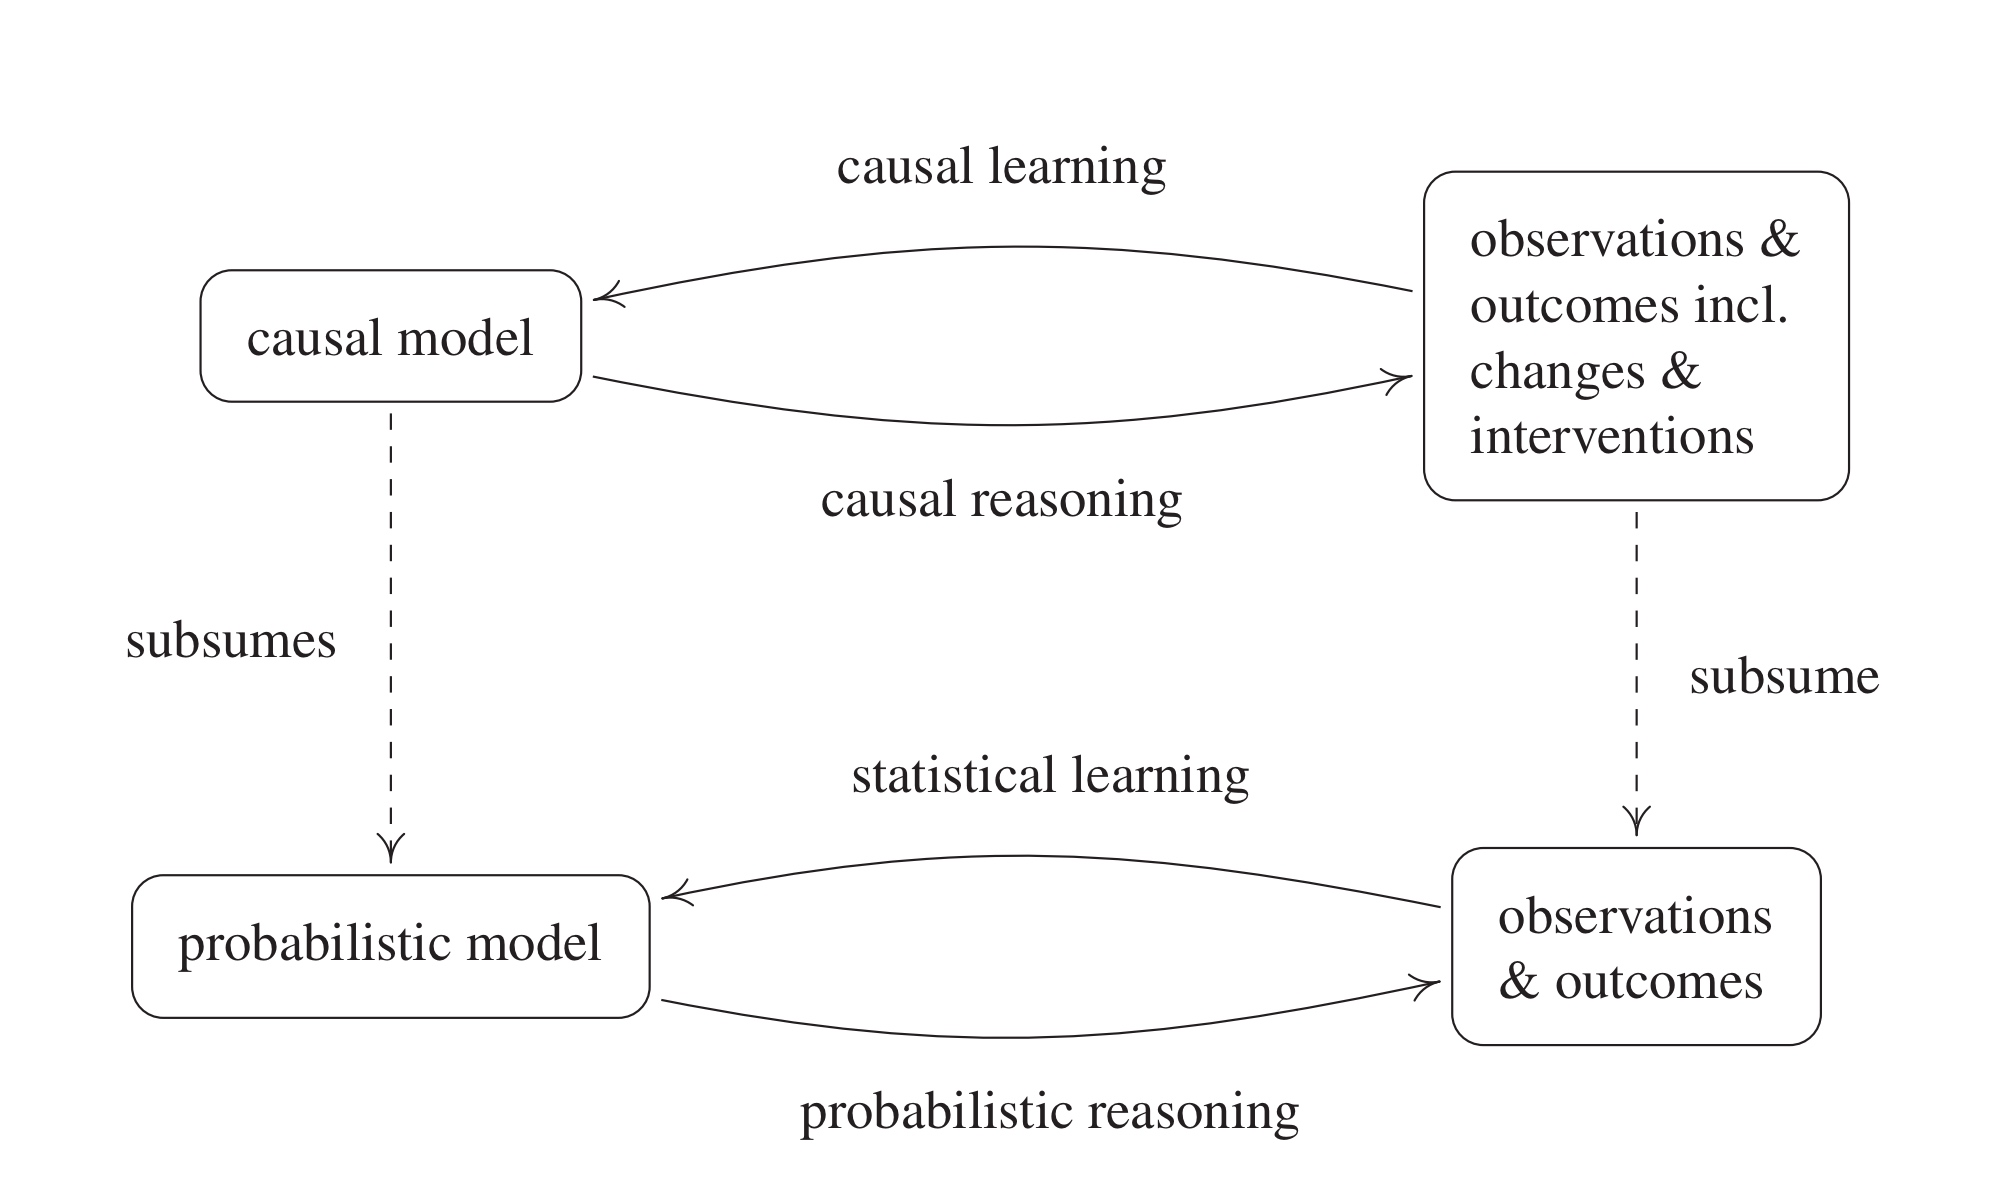 causal learning
causal model
observations &
outcomes incl.
changes &
interventions
causal reasoning
subsumes
subsume
statistical learning
probabilistic model
observations
& outcomes
probabilistic reasoning